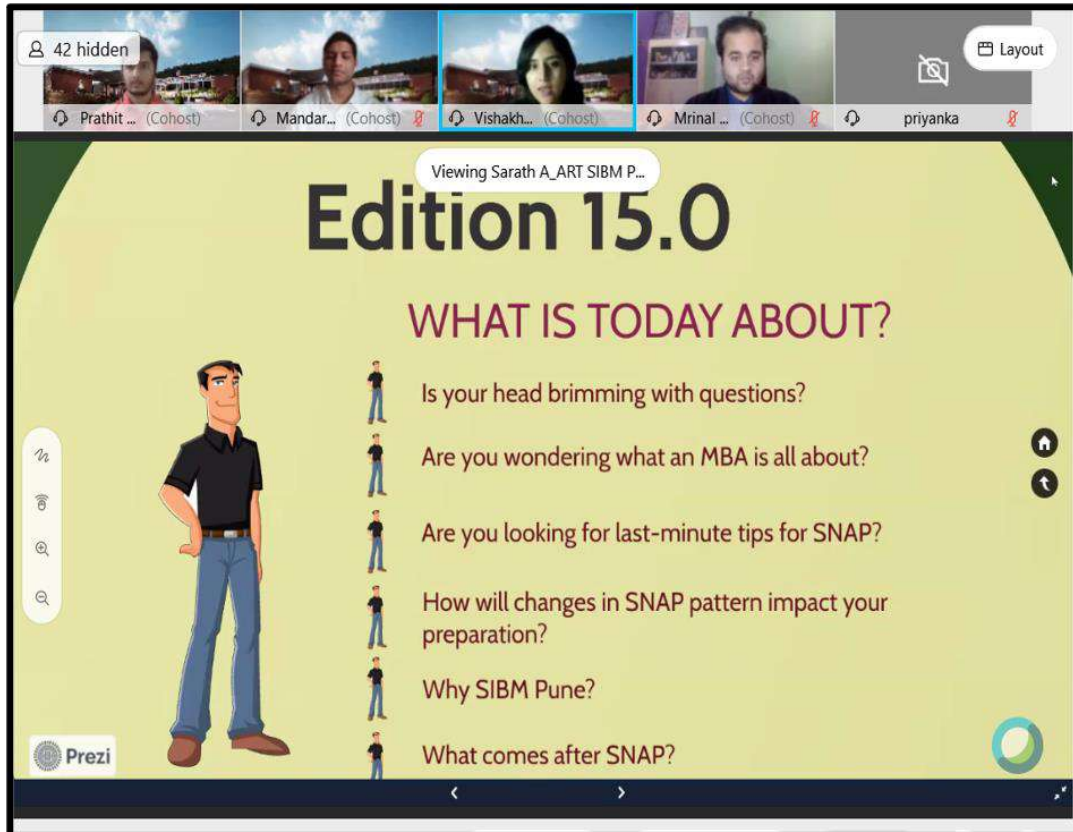 42 hidden
Layout
Prathit ... (Cohost)
Mandar... (Cohost)
Vishakh... (Cohost)
Mrinal ... (Cohost)
priyanka
Viewing Sarath A_ART SIBM P...
Edition 15.0
WHAT IS TODAY ABOUT?
Is your head brimming with questions?
Are you wondering what an MBA is all about?
Are you looking for last-minute tips for SNAP?
How will changes in SNAP pattern impact your
preparation?
Why SIBM Pune?
What comes after SNAP?
Prezi